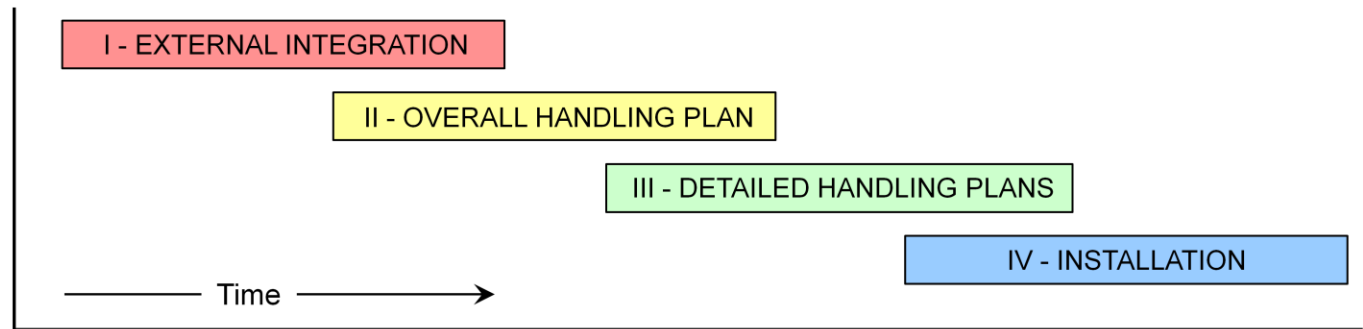 I - EXTERNAL INTEGRATION
II - OVERALL HANDLING PLAN
III - DETAILED HANDLING PLANS
IV - INSTALLATION
Time